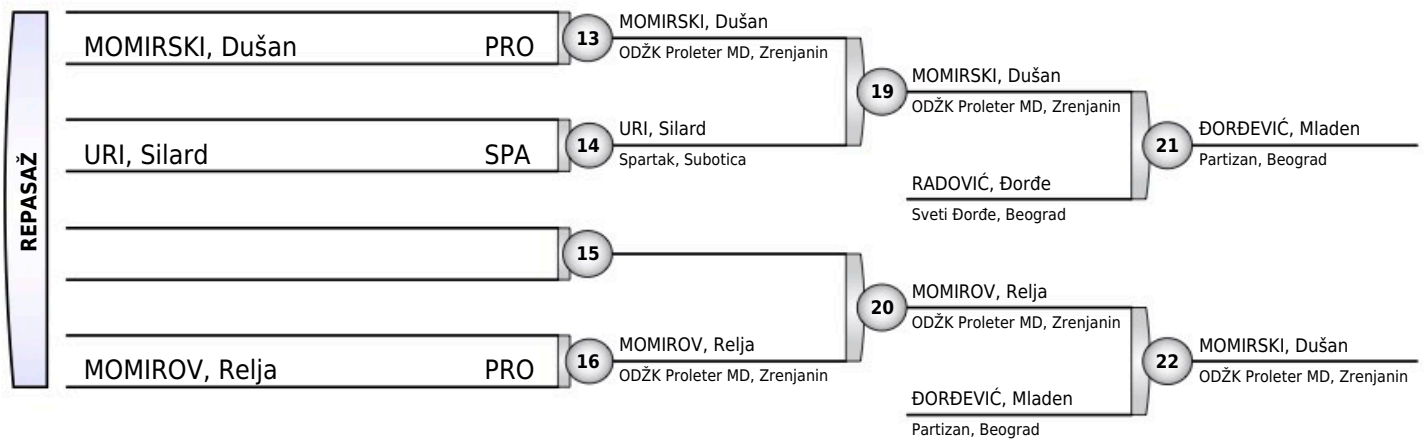 REPASAŽ
MOMIRSKI, Dušan PRO
URI, Silard SPA
MOMIROV, Relja PRO
13
14
15
16
MOMIRSKI, Dušan
ODŽK Proleter MD, Zrenjanin
URI, Silard
Spartak, Subotica
MOMIROV, Relja
ODŽK Proleter MD, Zrenjanin
19
20
MOMIRSKI, Dušan
ODŽK Proleter MD, Zrenjanin
RADOVIĆ, Đorđe
Sveti Đorđe, Beograd
MOMIROV, Relja
ODŽK Proleter MD, Zrenjanin
ĐORĐEVIĆ, Mladen
Partizan, Beograd
21
22
ĐORĐEVIĆ, Mladen
Partizan, Beograd
MOMIRSKI, Dušan
ODŽK Proleter MD, Zrenjanin